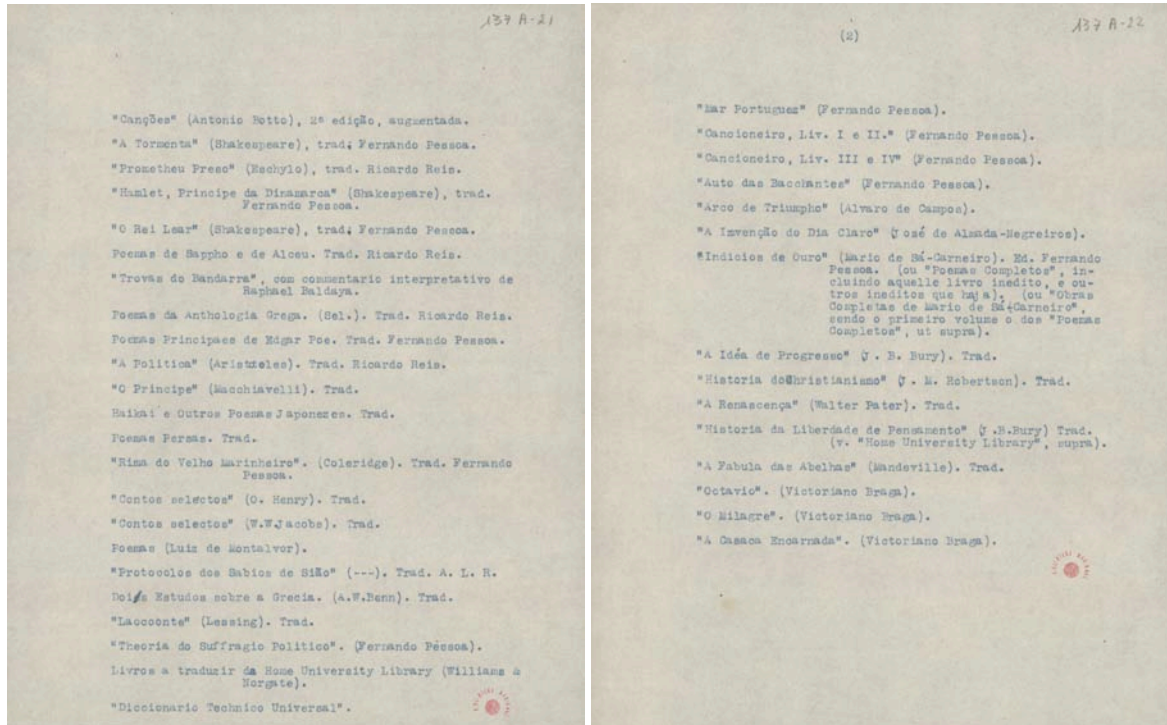 137 A-21
"Canções" (Antonio Botto), 2ª edição, augmentada.
"A Tormenta" (Shakespeare), trad. Fernando Pessoa.
"Prometheu Preso" (Eschylo), trad. Ricardo Reis.
"Hamlet, Principe da Dinamarca" (Shakespeare), trad.
Fernando Pessoa.
"O Rei Lear" (Shakespeare), trad. Fernando Pessoa.
Poemas de Sappho e de Alceu. Trad. Ricardo Reis.
"Trovas do Bandarra", com commentario interpretativo de
Raphael Baldaya.
Poemas da Anthologia Grega. (Sel.). Trad. Ricardo Reis.
Poemas Principaes de Edgar Poe. Trad. Fernando Pessoa.
"A Politica" (Aristoteles). Trad. Ricardo Reis.
"O Principe" (Macchiavelli). Trad.
Haikai e Outros Poemas Japonezes. Trad.
Poemas Persas. Trad.
"Rima do Velho Marinheiro". (Coleridge). Trad. Fernando
Pessoa.
"Contos selectos" (O. Henry). Trad.
"Contos selectos" (W.W.Jacobs). Trad.
Poemas (Luiz de Montalvor).
"Protocolos dos Sabios de Sião" (---). Trad. A. L. R.
Dois Estudos sobre a Grecia. (A.W.Benn). Trad.
"Laocoonte" (Lessing). Trad.
"Theoria do Suffragio Politico". (Fernando Pessoa).
Livros a traduzir da Home University Library (Williams &
Norgate).
"Diccionario Technico Universal".
137 A-22
(2)
"Mar Portuguez" (Fernando Pessoa).
"Cancioneiro, Liv. I e II." (Fernando Pessoa).
"Cancioneiro, Liv. III e IV" (Fernando Pessoa).
"Auto das Bacchantes" (Fernando Pessoa).
"Arco de Triumpho" (Alvaro de Campos).
"A Invenção do Dia Claro" (José de Almada-Negreiros).
"Indicios de Ouro" (Mario de Sá-Carneiro). Ed. Fernando
Pessoa. (ou "Poemas Completos", in-
cluindo aquelle livro inedito, e ou-
tros ineditos que haja). (ou "Obras
Completas de Mario de Sá-Carneiro",
sendo o primeiro volume o dos "Poemas
Completos", ut supra).
"A Idéa de Progresso" (J. B. Bury). Trad.
"Historia do Christianismo" (J. M. Robertson). Trad.
"A Renascença" (Walter Pater). Trad.
"Historia da Liberdade de Pensamento" (J.B.Bury) Trad.
(v. "Home University Library", supra).
"A Fabula das Abelhas" (Mandeville). Trad.
"Octavio". (Victoriano Braga).
"O Milagre". (Victoriano Braga).
"A Casaca Encarnada". (Victoriano Braga).